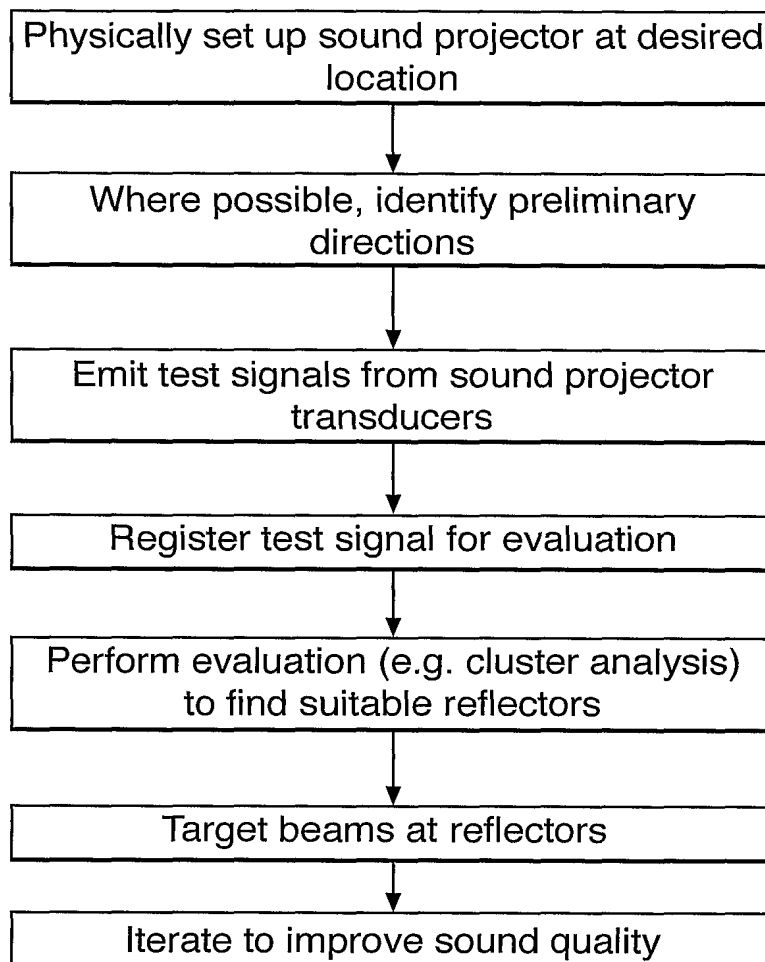 Physically set up sound projector at desired
location
Where possible, identify preliminary
directions
Emit test signals from sound projector
transducers
Register test signal for evaluation
Perform evaluation (e.g. cluster analysis)
to find suitable reflectors
Target beams at reflectors
Iterate to improve sound quality